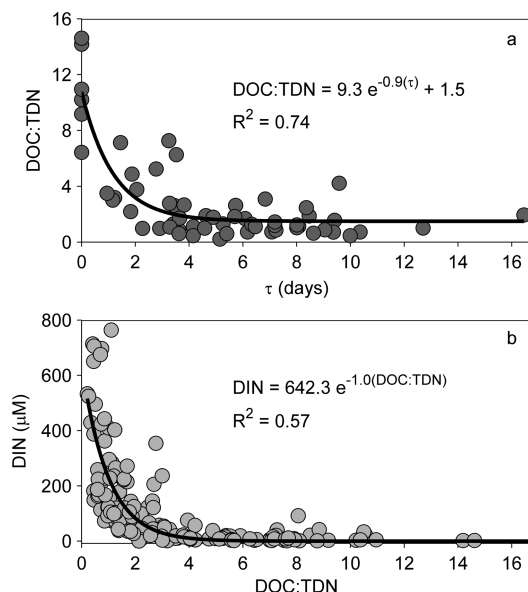 a
16
12
8
4
0
DOC:TDN
DOC:TDN = 9.3 e^-0.9(τ) + 1.5
R² = 0.74
0 2 4 6 8 10 12 14 16
τ (days)
b
800
600
400
200
0
DIN (μM)
DIN = 642.3 e^-1.0(DOC:TDN)
R² = 0.57
0 2 4 6 8 10 12 14 16
DOC:TDN